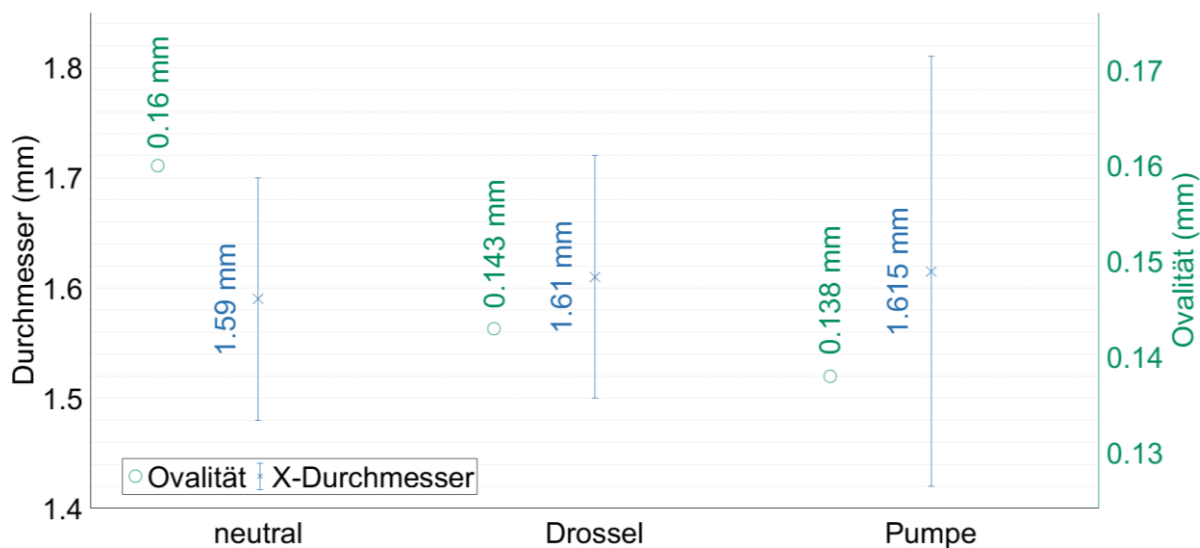 Durchmesser (mm)
1.8
1.7
1.6
1.5
1.4
0.16 mm
1.59 mm
0.143 mm
1.61 mm
0.138 mm
1.615 mm
0.17
0.16
0.15
0.14
0.13
Ovalität (mm)
Ovalität X-Durchmesser
neutral Drossel Pumpe